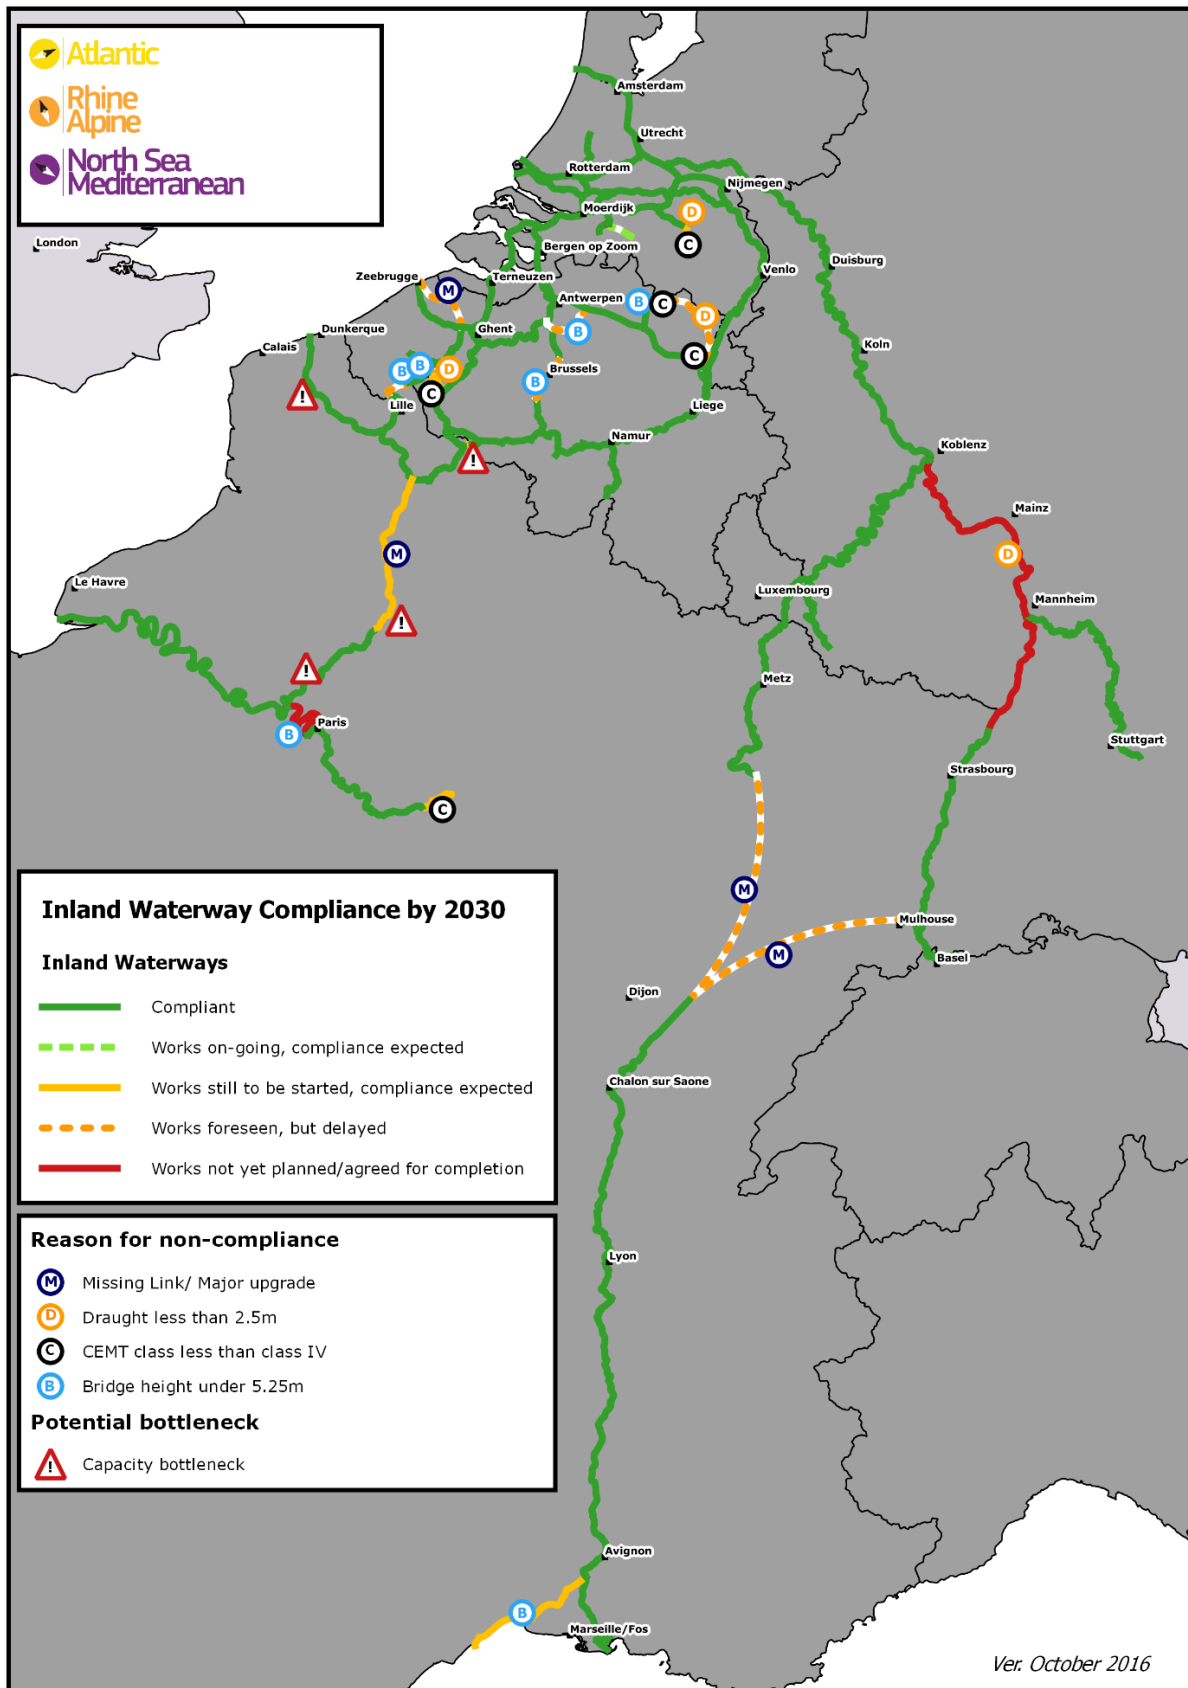 Atlantic
Rhine
Alpine
North Sea
Mediterranean
Amsterdam
Utrecht
Rotterdam
Nijmegen
Moerdijk
D
London
C
Bergen op Zoom
Duisburg
Venlo
Zeebrugge
Terneuzen
M
Antwerpen
B
C
D
Dunkerque
Ghent
B
Calais
Koln
C
B
B
D
Brussels
B
C
!
Lille
Liege
Namur
Koblenz
!
Mainz
M
D
Le Havre
Luxembourg
Mannheim
!
!
Metz
Paris
B
Stuttgart
Strasbourg
C
M
Inland Waterway Compliance by 2030
Mulhouse
M
Basel
Inland Waterways
Dijon
Compliant
Works on-going, compliance expected
Works still to be started, compliance expected
Chalon sur Saone
Works foreseen, but delayed
Works not yet planned/agreed for completion
Reason for non-compliance
Lyon
M Missing Link/ Major upgrade
D Draught less than 2.5m
C CEMT class less than class IV
B Bridge height under 5.25m
Potential bottleneck
! Capacity bottleneck
Avignon
B
Marseille/Fos
Ver. October 2016